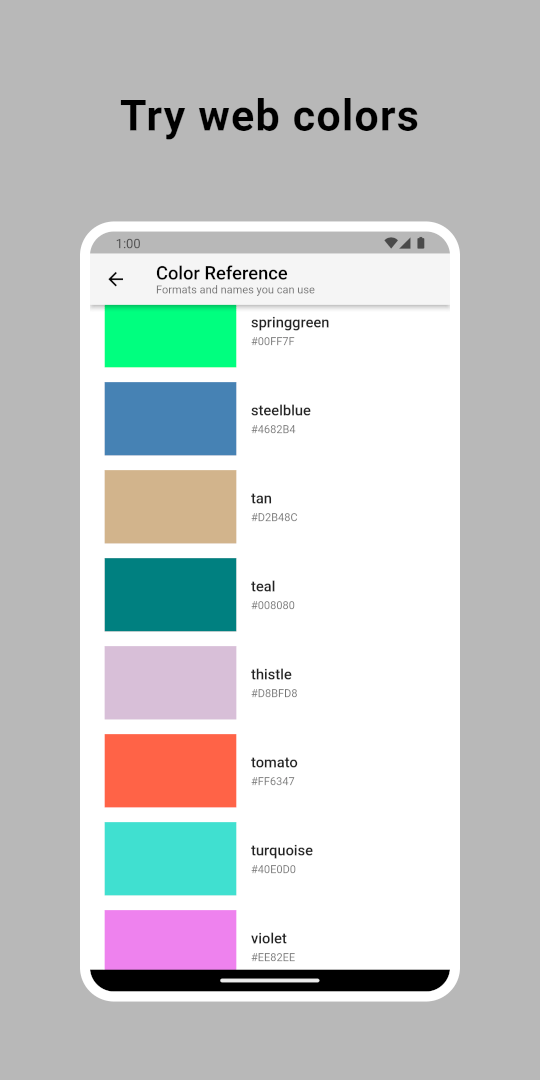 Try web colors
1:00
Color Reference
Formats and names you can use
springgreen
#00FF7F
steelblue
#4682B4
tan
#D2B48C
teal
#008080
thistle
#D8BFD8
tomato
#FF6347
turquoise
#40E0D0
violet
#EE82EE